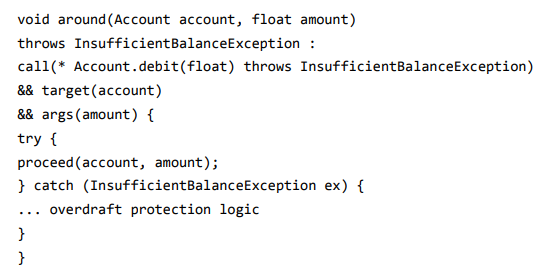 void around(Account account, float amount)
throws InsufficientBalanceException :
call(* Account.debit(float) throws InsufficientBalanceException)
&& target(account)
&& args(amount) {
try {
proceed(account, amount);
} catch (InsufficientBalanceException ex) {
... overdraft protection logic
}
}